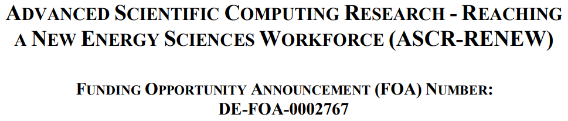 ADVANCED SCIENTIFIC COMPUTING RESEARCH - REACHING
A NEW ENERGY SCIENCES WORKFORCE (ASCR-RENEW)
FUNDING OPPORTUNITY ANNOUNCEMENT (FOA) NUMBER:
DE-FOA-0002767